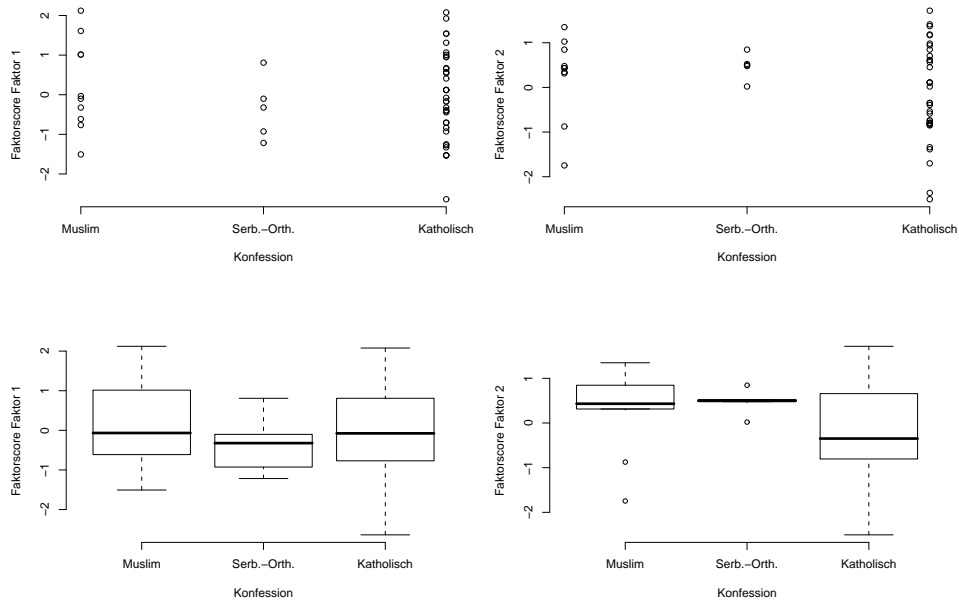 Faktorscore Faktor 1
2
1
0
−1
−2
Muslim Serb.−Orth. Katholisch
Konfession
Faktorscore Faktor 2
1
0
−1
−2
Muslim Serb.−Orth. Katholisch
Konfession
Faktorscore Faktor 1
2
1
0
−1
−2
Muslim Serb.−Orth. Katholisch
Konfession
Faktorscore Faktor 2
1
0
−1
−2
Muslim Serb.−Orth. Katholisch
Konfession